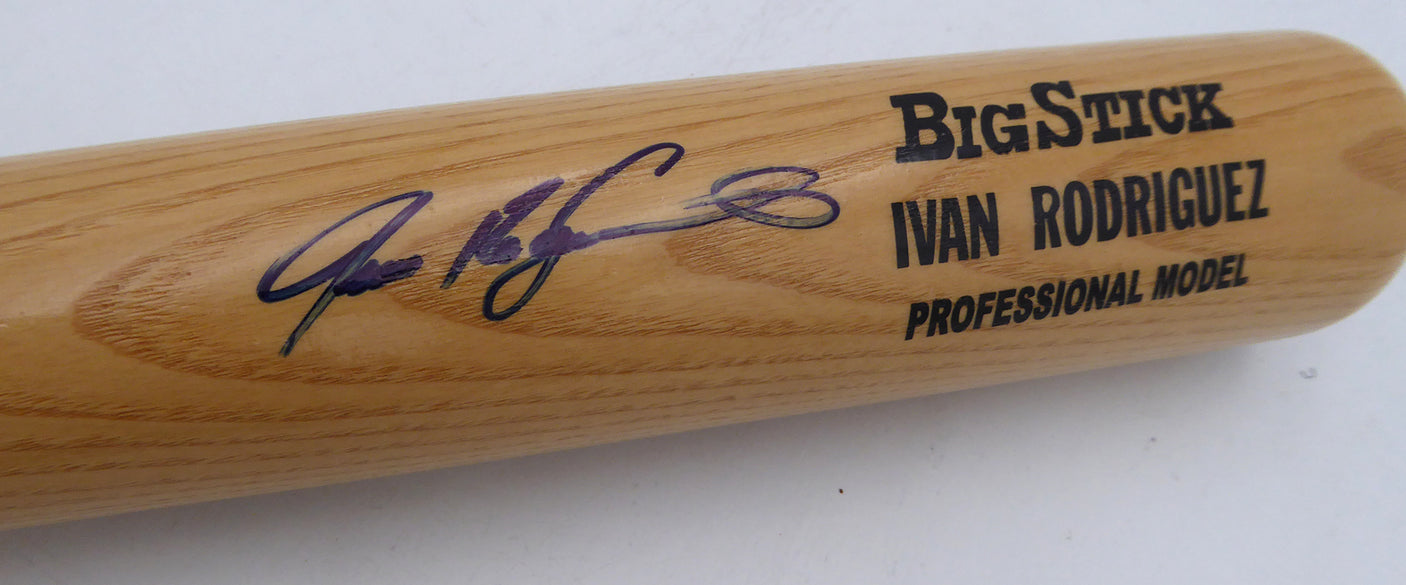 BIGSTICK
IVAN RODRIGUEZ
PROFESSIONAL MODEL